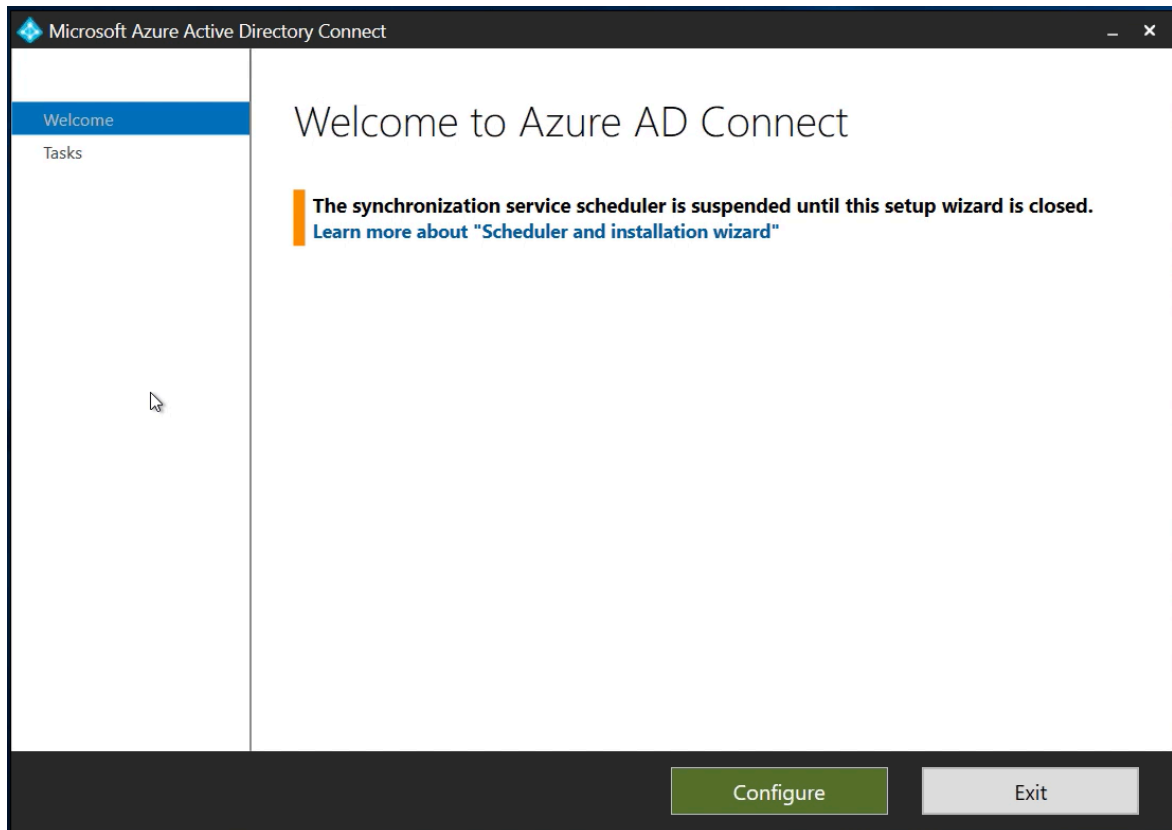 Microsoft Azure Active Directory Connect
Welcome
Tasks
Welcome to Azure AD Connect
The synchronization service scheduler is suspended until this setup wizard is closed.
Learn more about "Scheduler and installation wizard"
Configure
Exit